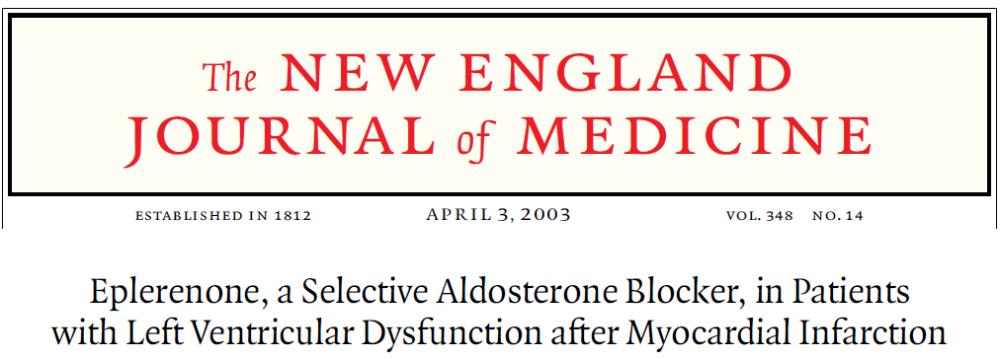 The NEW ENGLAND
JOURNAL of MEDICINE
ESTABLISHED IN 1812 APRIL 3, 2003 VOL. 348 NO. 14
Eplerenone, a Selective Aldosterone Blocker, in Patients
with Left Ventricular Dysfunction after Myocardial Infarction